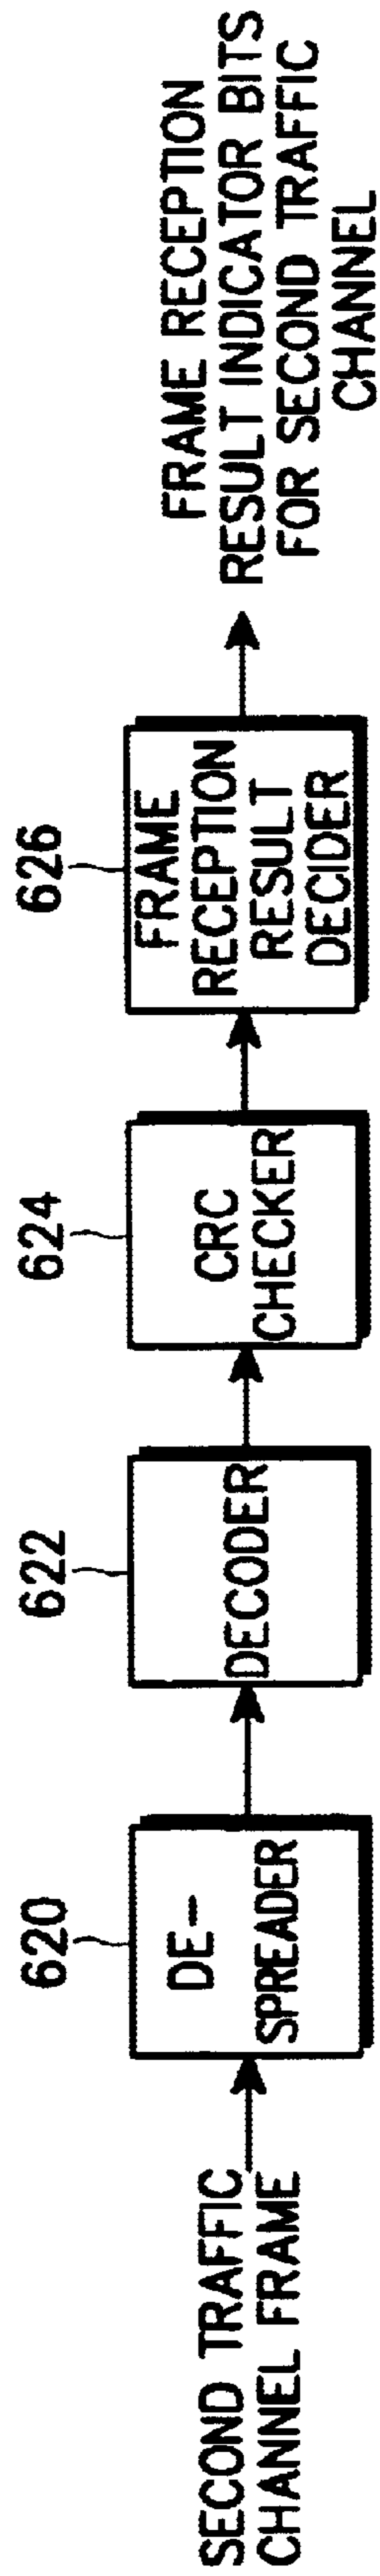 SECOND TRAFFIC
CHANNEL FRAME
620
DE-
SPREADER
622
DECODER
624
CRC
CHECKER
626
FRAME
RECEPTION
RESULT
DECIDER
FRAME RECEPTION
RESULT INDICATOR BITS
FOR SECOND TRAFFIC
CHANNEL